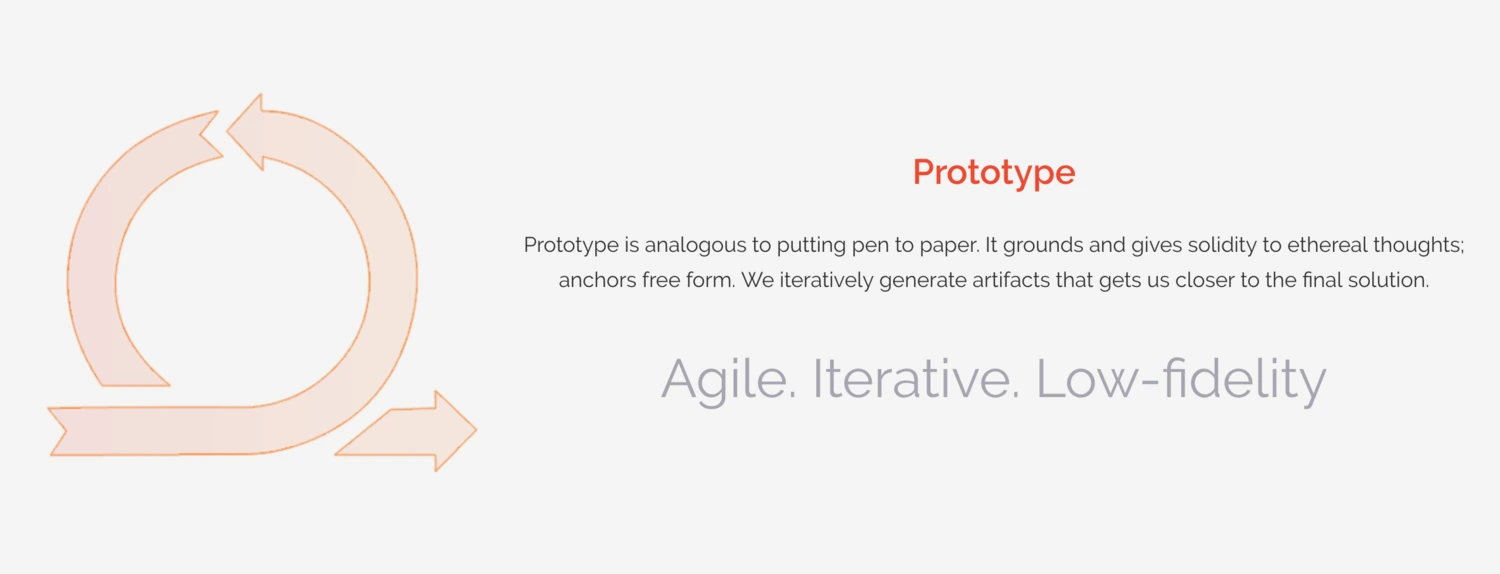 Prototype
Prototype is analogous to putting pen to paper. It grounds and gives solidity to ethereal thoughts;
anchors free form. We iteratively generate artifacts that gets us closer to the final solution.
Agile. Iterative. Low-fidelity